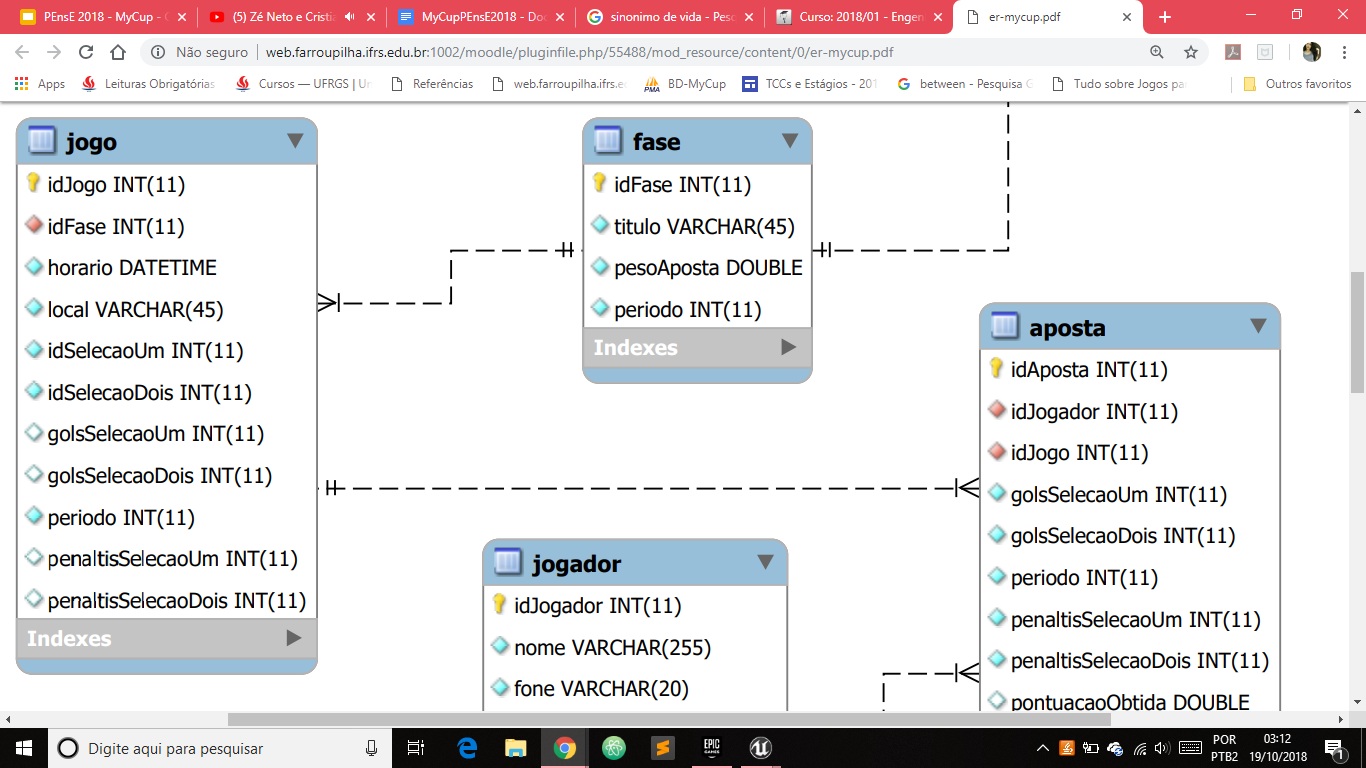 PEnsE 2018 - MyCup - G
(5) Zé Neto e Cristia
MyCupPEnsE2018 - Do
sinonimo de vida - Pesq
Curso: 2018/01 - Engen
er-mycup.pdf
Não seguro
web.farroupilha.ifrs.edu.br:1002/moodle/pluginfile.php/55488/mod_resource/content/0/er-mycup.pdf
Apps
Leituras Obrigatórias
Cursos — UFRGS | Un
Referências
web.farroupilha.ifrs.e
BD-MyCup
TCCs e Estágios - 201
between - Pesquisa G
Tudo sobre Jogos pa
Outros favoritos
jogo
idJogo INT(11)
idFase INT(11)
horario DATETIME
local VARCHAR(45)
idSelecaoUm INT(11)
idSelecaoDois INT(11)
golsSelecaoUm INT(11)
golsSelecaoDois INT(11)
periodo INT(11)
penaltisSelecaoUm INT(11)
penaltisSelecaoDois INT(11)
Indexes
fase
idFase INT(11)
titulo VARCHAR(45)
pesoAposta DOUBLE
periodo INT(11)
Indexes
aposta
idAposta INT(11)
idJogador INT(11)
idJogo INT(11)
golsSelecaoUm INT(11)
golsSelecaoDois INT(11)
periodo INT(11)
penaltisSelecaoUm INT(11)
penaltisSelecaoDois INT(11)
pontuacaoObtida DOUBLE
jogador
idJogador INT(11)
nome VARCHAR(255)
fone VARCHAR(20)
Digite aqui para pesquisar
EPIC
GAMES
POR
PTB2
03:12
19/10/2018
1